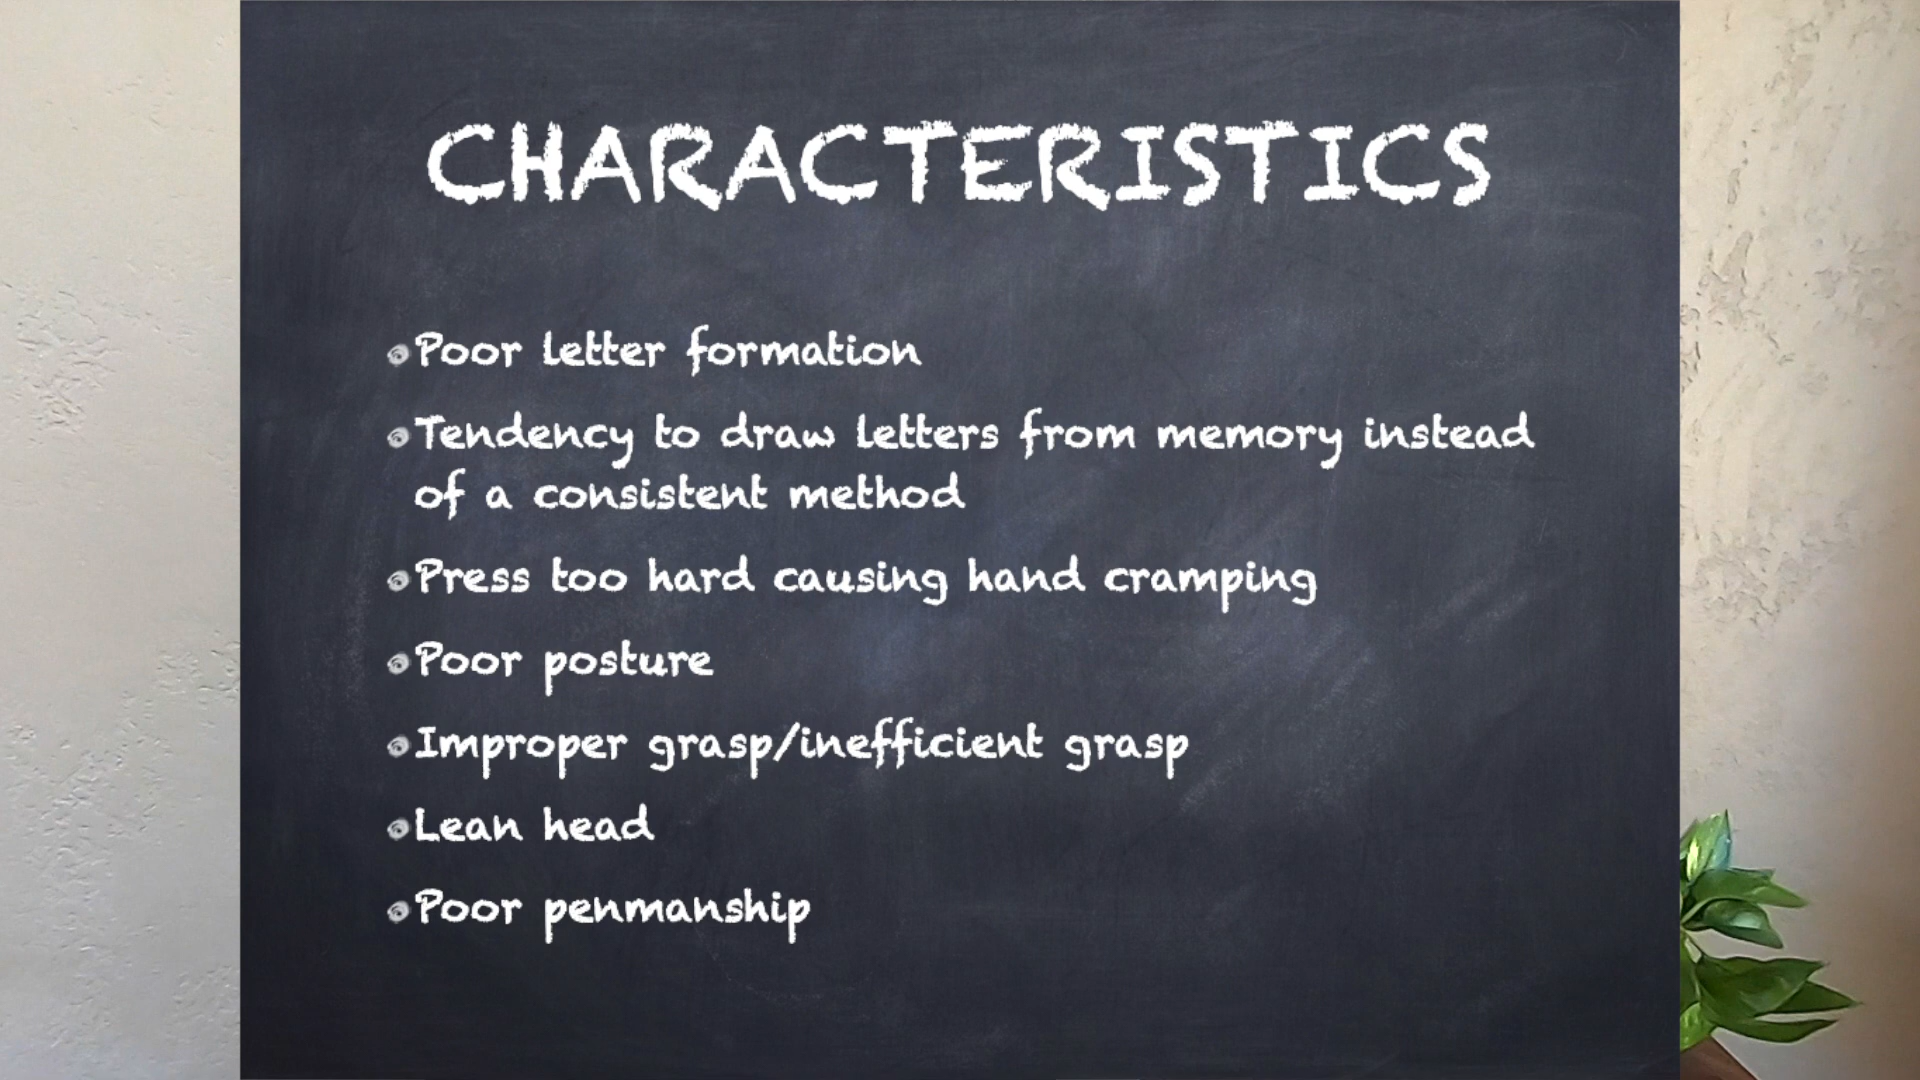 CHARACTERISTICS
Poor letter formation
Tendency to draw letters from memory instead
of a consistent method
Press too hard causing hand cramping
Poor posture
Improper grasp/inefficient grasp
Lean head
Poor penmanship